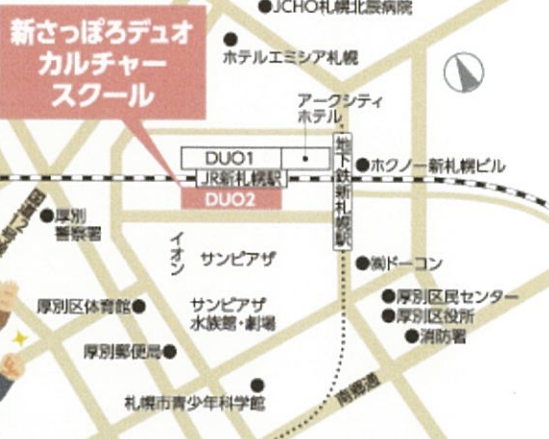 JCHO札幌北辰病院
新さっぽろデュオ
カルチャー
スクール
ホテルエミシア札幌
アークシティ
ホテル
DUO1
地下鉄新札幌駅
ホクノー新札幌ビル
JR新札幌駅
DUO2
厚別
警察署
イオン
サンピアザ
㈱ドーコン
厚別区体育館
サンピアザ
水族館・劇場
厚別区民センター
厚別区役所
消防署
厚別郵便局
南郷通
札幌市青少年科学館